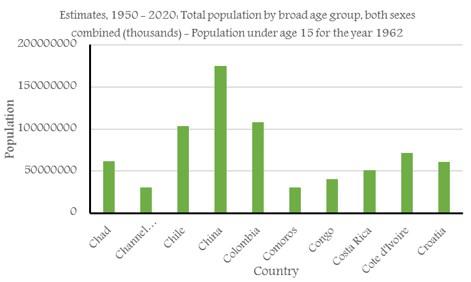 Estimates, 1950 - 2020: Total population by broad age group, both sexes
combined (thousands) - Population under age 15 for the year 1962
200000000
150000000
100000000
50000000
0
Population
Chad
Channel...
Chile
China
Colombia
Comoros
Congo
Costa Rica
Cote d'Ivoire
Croatia
Country